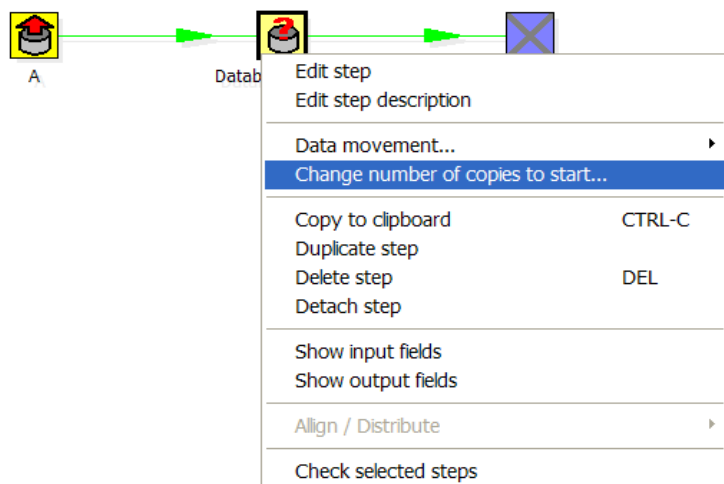 A
Datab
Edit step
Edit step description
Data movement...
Change number of copies to start...
Copy to clipboard CTRL-C
Duplicate step
Delete step DEL
Detach step
Show input fields
Show output fields
Allign / Distribute
Check selected steps